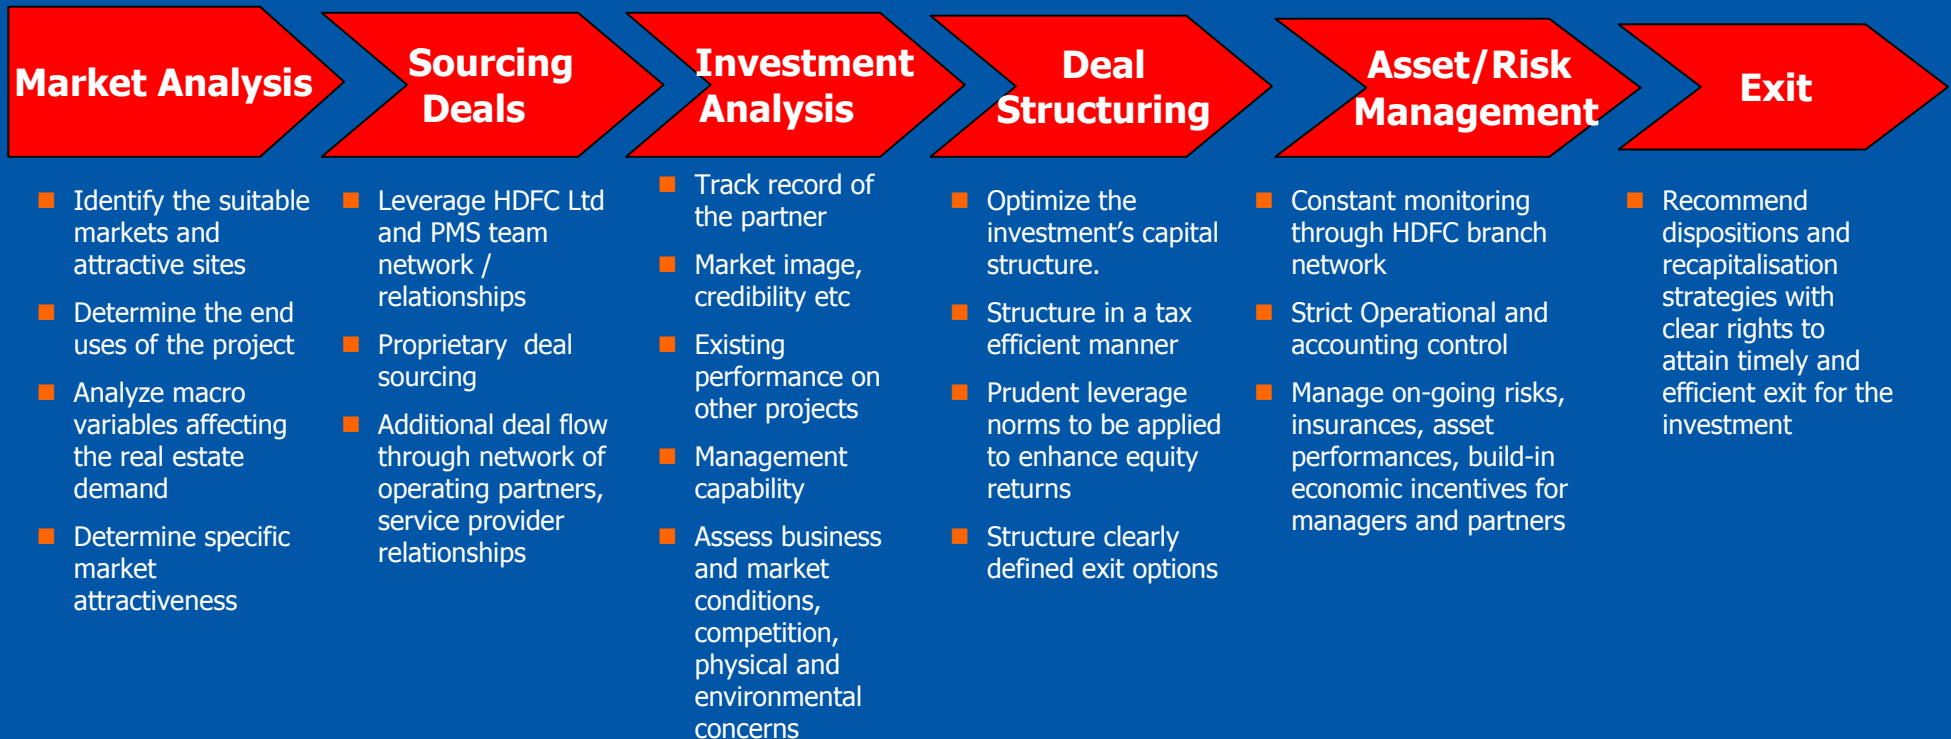 Market Analysis
Sourcing
Deals
Investment
Analysis
Deal
Structuring
Asset/Risk
Management
Exit
Identify the suitable
markets and
attractive sites
Determine the end
uses of the project
Analyze macro
variables affecting
the real estate
demand
Determine specific
market
attractiveness
Leverage HDFC Ltd
and PMS team
network /
relationships
Proprietary  deal
sourcing
Additional deal flow
through network of
operating partners,
service provider
relationships
Track record of
the partner
Market image,
credibility etc
Existing
performance on
other projects
Management
capability
Assess business
and market
conditions,
competition,
physical and
environmental
concerns
Optimize the
investment’s capital
structure.
Structure in a tax
efficient manner
Prudent leverage
norms to be applied
to enhance equity
returns
Structure clearly
defined exit options
Constant monitoring
through HDFC branch
network
Strict Operational and
accounting control
Manage on-going risks,
insurances, asset
performances, build-in
economic incentives for
managers and partners
Recommend
dispositions and
recapitalisation
strategies with
clear rights to
attain timely and
efficient exit for the
investment